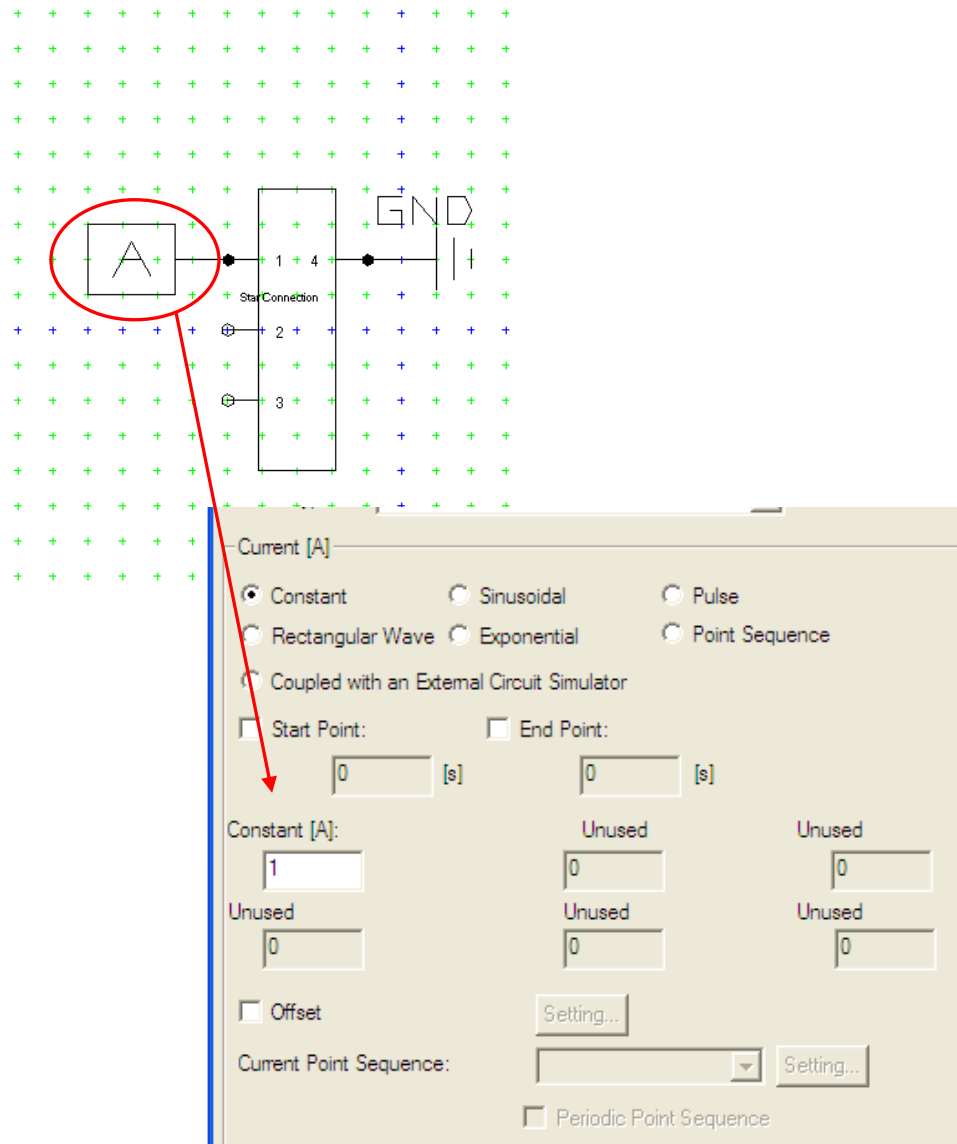 GND
A
1 4
Star Connection
2
3
Current [A]
Constant Sinusoidal Pulse
Rectangular Wave Exponential Point Sequence
Coupled with an External Circuit Simulator
Start Point: End Point:
0 [s] 0 [s]
Constant [A]: Unused Unused
1 0 0
Unused Unused Unused
0 0 0
Offset Setting...
Current Point Sequence: Setting...
Periodic Point Sequence